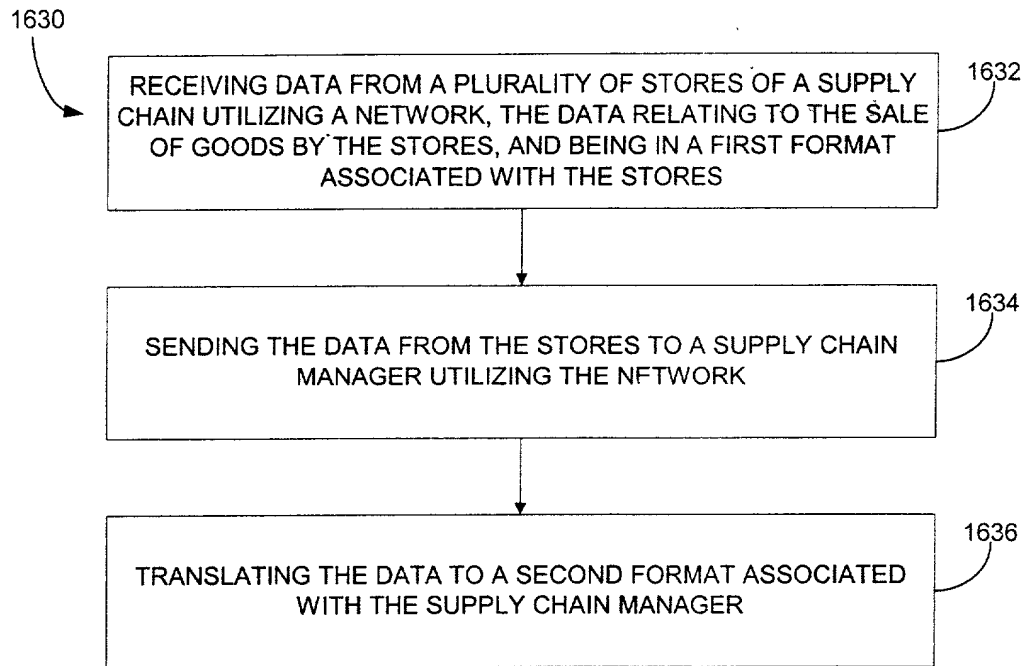 1630
RECEIVING DATA FROM A PLURALITY OF STORES OF A SUPPLY
CHAIN UTILIZING A NETWORK, THE DATA RELATING TO THE SALE
OF GOODS BY THE STORES, AND BEING IN A FIRST FORMAT
ASSOCIATED WITH THE STORES
1632
SENDING THE DATA FROM THE STORES TO A SUPPLY CHAIN
MANAGER UTILIZING THE NETWORK
1634
TRANSLATING THE DATA TO A SECOND FORMAT ASSOCIATED
WITH THE SUPPLY CHAIN MANAGER
1636